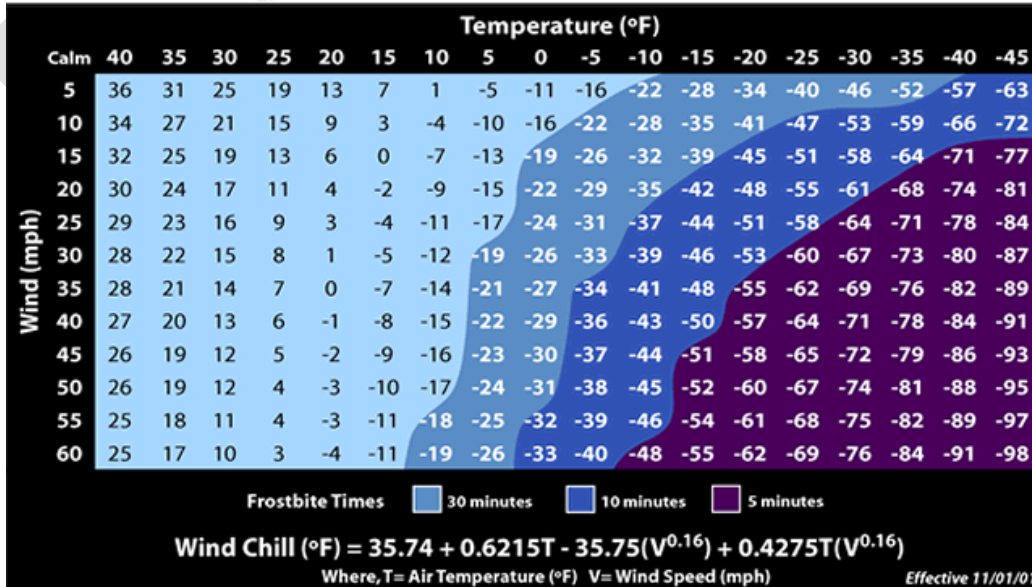 Temperature (ºF)
Calm 40 35 30 25 20 15 10 5 0 -5 -10 -15 -20 -25 -30 -35 -40 -45
5 36 31 25 19 13 7 1 -5 -11 -16 -22 -28 -34 -40 -46 -52 -57 -63
10 34 27 21 15 9 3 -4 -10 -16 -22 -28 -35 -41 -47 -53 -59 -66 -72
15 32 25 19 13 6 0 -7 -13 -19 -26 -32 -39 -45 -51 -58 -64 -71 -77
20 30 24 17 11 4 -2 -9 -15 -22 -29 -35 -42 -48 -55 -61 -68 -74 -81
25 29 23 16 9 3 -4 -11 -17 -24 -31 -37 -44 -51 -58 -64 -71 -78 -84
30 28 22 15 8 1 -5 -12 -19 -26 -33 -39 -46 -53 -60 -67 -73 -80 -87
35 28 21 14 7 0 -7 -14 -21 -27 -34 -41 -48 -55 -62 -69 -76 -82 -89
40 27 20 13 6 -1 -8 -15 -22 -29 -36 -43 -50 -57 -64 -71 -78 -84 -91
45 26 19 12 5 -2 -9 -16 -23 -30 -37 -44 -51 -58 -65 -72 -79 -86 -93
50 26 19 12 4 -3 -10 -17 -24 -31 -38 -45 -52 -60 -67 -74 -81 -88 -95
55 25 18 11 4 -3 -11 -18 -25 -32 -39 -46 -54 -61 -68 -75 -82 -89 -97
60 25 17 10 3 -4 -11 -19 -26 -33 -40 -48 -55 -62 -69 -76 -84 -91 -98
Wind (mph)
Frostbite Times 30 minutes 10 minutes 5 minutes
Wind Chill (ºF) = 35.74 + 0.6215T - 35.75(V^0.16) + 0.4275T(V^0.16)
Where, T= Air Temperature (ºF) V= Wind Speed (mph) Effective 11/01/0